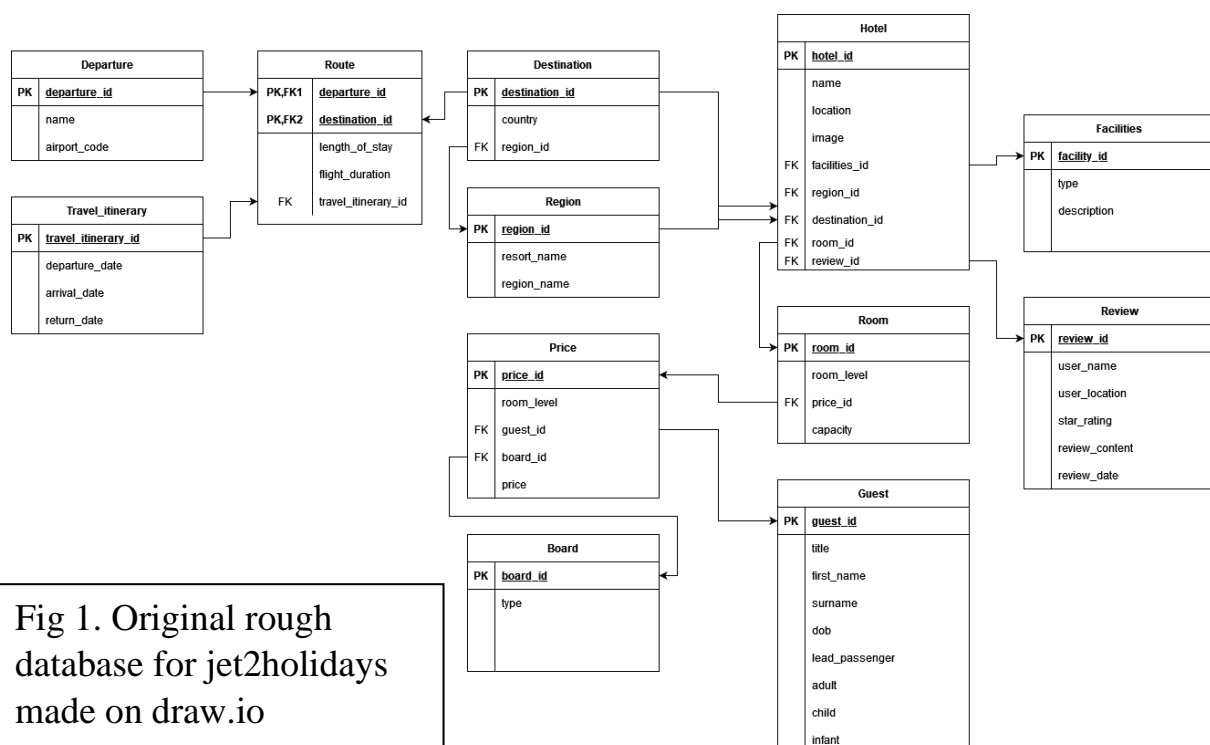 Departure
PK departure_id
name
airport_code
Travel_itinerary
PK travel_itinerary_id
departure_date
arrival_date
return_date
Route
PK,FK1 departure_id
PK,FK2 destination_id
length_of_stay
flight_duration
FK travel_itinerary_id
Destination
PK destination_id
country
FK region_id
Region
PK region_id
resort_name
region_name
Price
PK price_id
room_level
FK guest_id
FK board_id
price
Board
PK board_id
type
Hotel
PK hotel_id
name
location
image
FK facilities_id
FK region_id
FK destination_id
FK room_id
FK review_id
Room
PK room_id
room_level
FK price_id
capacity
Guest
PK guest_id
title
first_name
surname
dob
lead_passenger
adult
child
infant
Facilities
PK facility_id
type
description
Review
PK review_id
user_name
user_location
star_rating
review_content
review_date
Fig 1. Original rough
database for jet2holidays
made on draw.io